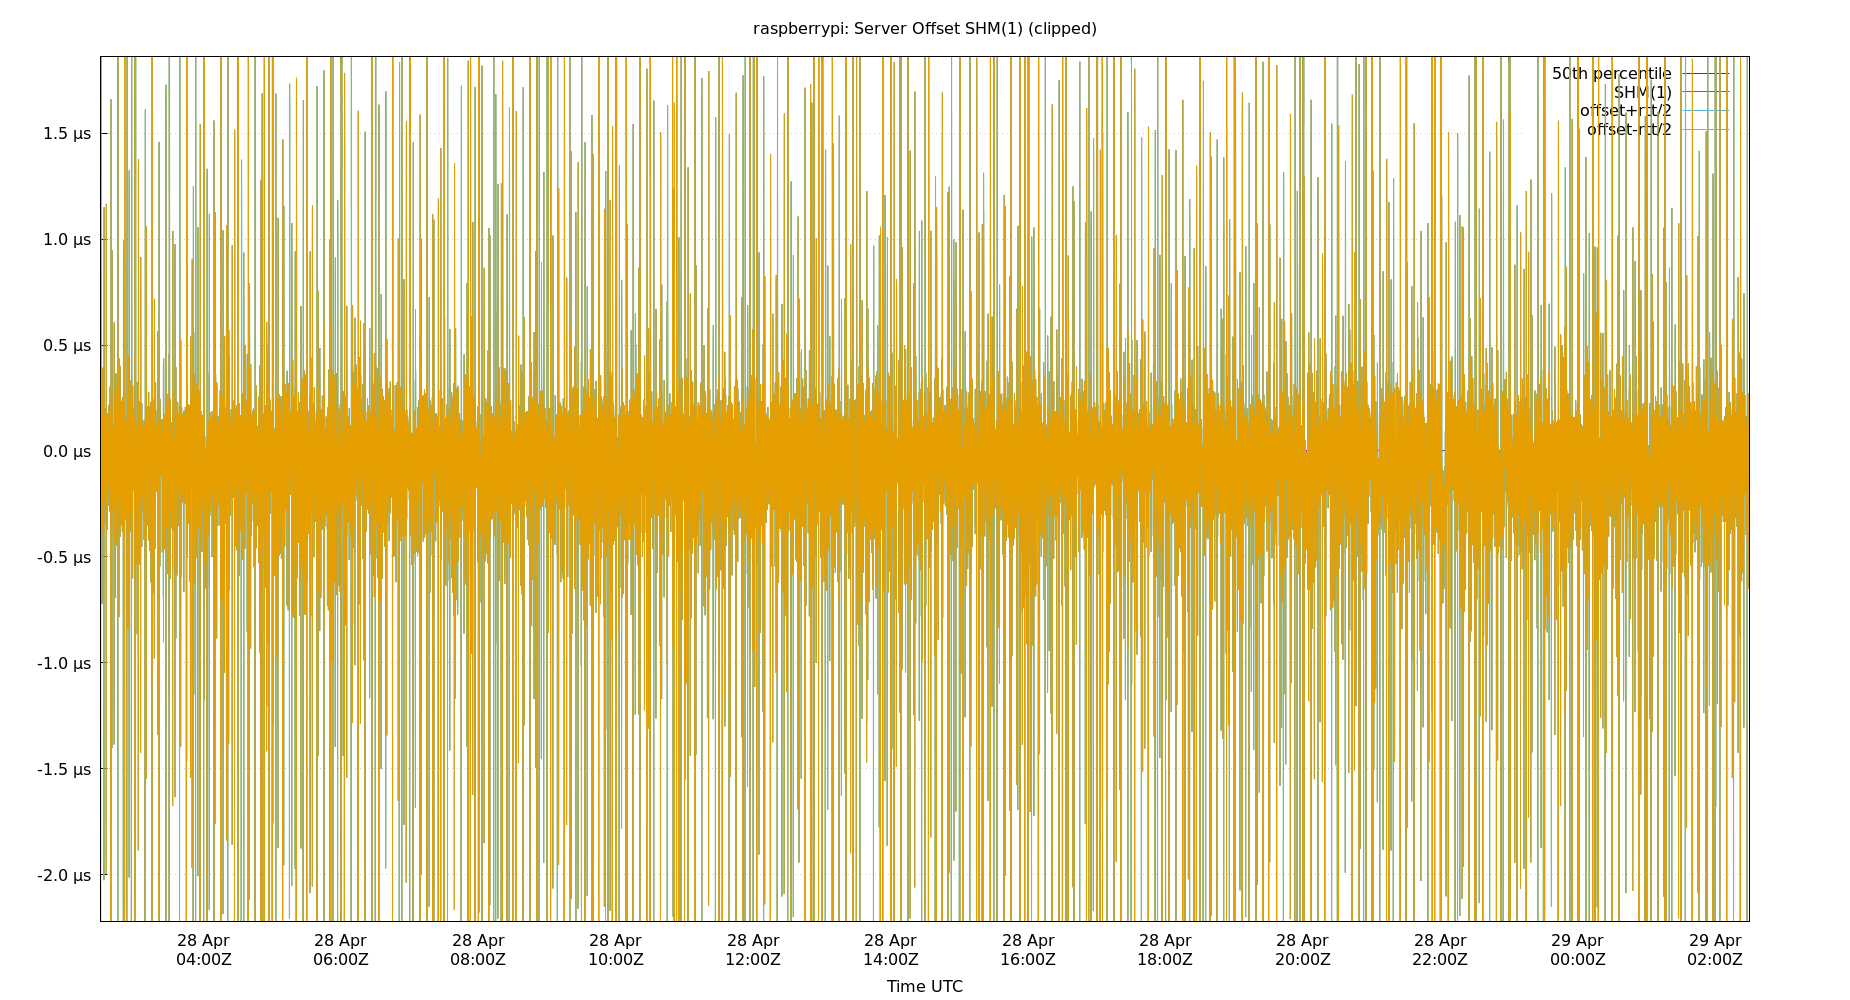 raspberrypi: Server Offset SHM(1) (clipped)
50th percentile
SHM(1)
offset+rtt/2
offset-rtt/2
1.5 µs
1.0 µs
0.5 µs
0.0 µs
-0.5 µs
-1.0 µs
-1.5 µs
-2.0 µs
28 Apr 28 Apr 28 Apr 28 Apr 28 Apr 28 Apr 28 Apr 28 Apr 28 Apr 28 Apr 29 Apr 29 Apr
04:00Z 06:00Z 08:00Z 10:00Z 12:00Z 14:00Z 16:00Z 18:00Z 20:00Z 22:00Z 00:00Z 02:00Z
Time UTC